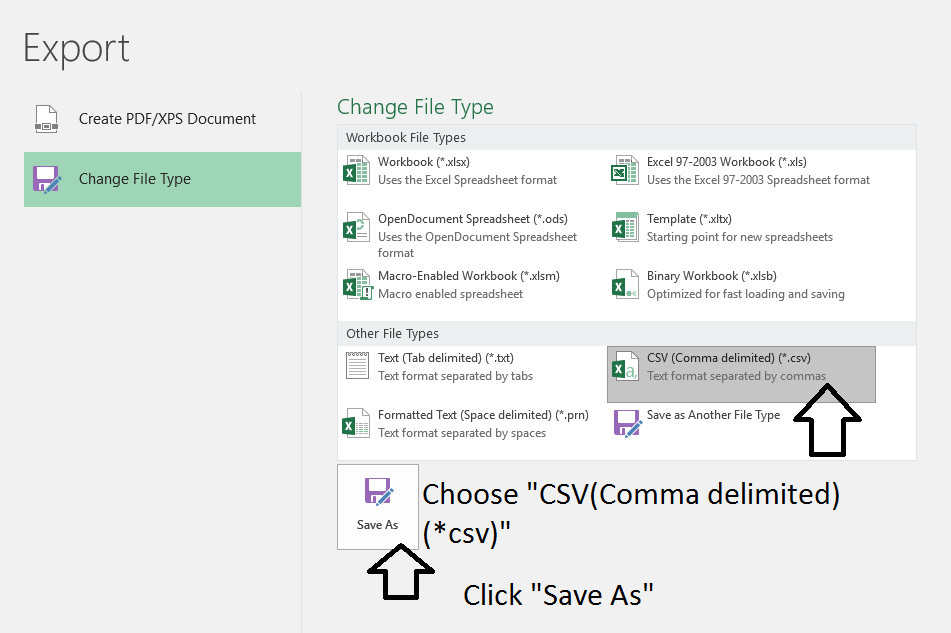 Export
Create PDF/XPS Document
Change File Type
Change File Type
Workbook File Types
Workbook (*.xlsx)
Uses the Excel Spreadsheet format
Excel 97-2003 Workbook (*.xls)
Uses the Excel 97-2003 Spreadsheet format
OpenDocument Spreadsheet (*.ods)
Uses the OpenDocument Spreadsheet
format
Template (*.xltx)
Starting point for new spreadsheets
Macro-Enabled Workbook (*.xlsm)
Macro enabled spreadsheet
Binary Workbook (*.xlsb)
Optimized for fast loading and saving
Other File Types
Text (Tab delimited) (*.txt)
Text format separated by tabs
CSV (Comma delimited) (*.csv)
Text format separated by commas
Formatted Text (Space delimited) (*.prn)
Text format separated by spaces
Save as Another File Type
Save As
Choose "CSV(Comma delimited)
(*csv)"
Click "Save As"